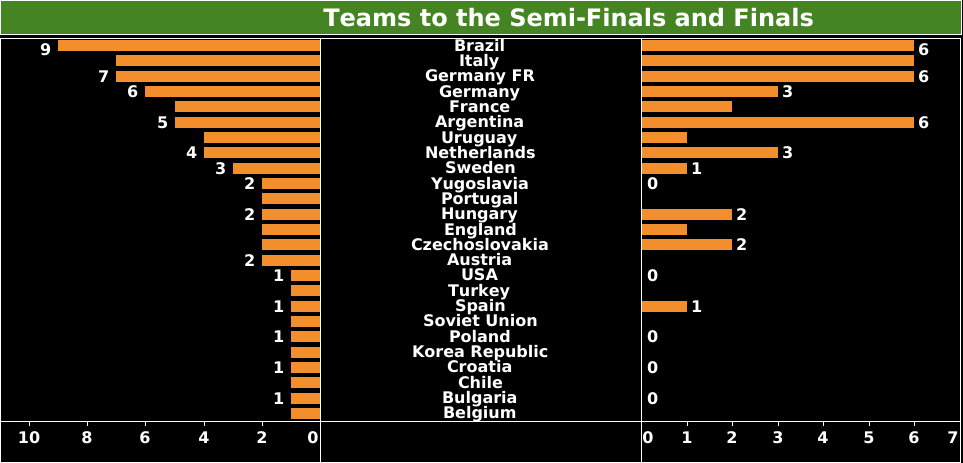 Teams to the Semi-Finals and Finals
9 Brazil 6
Italy
7 Germany FR 6
6 Germany 3
France
5 Argentina 6
Uruguay
4 Netherlands 3
3 Sweden 1
2 Yugoslavia 0
Portugal
2 Hungary 2
England
Czechoslovakia 2
2 Austria
1 USA 0
Turkey
1 Spain 1
Soviet Union
1 Poland 0
Korea Republic
1 Croatia 0
Chile
1 Bulgaria 0
Belgium
10 8 6 4 2 0 0 1 2 3 4 5 6 7